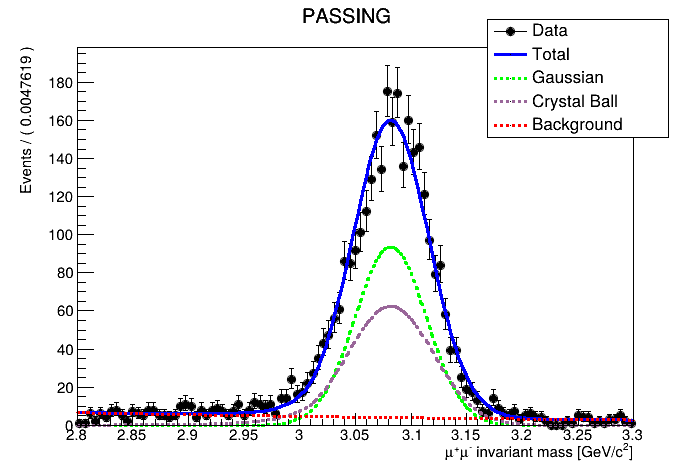 PASSING
Data
Total
Gaussian
Crystal Ball
Background
Events / ( 0.0047619 )
180
160
140
120
100
80
60
40
20
0
2.8 2.85 2.9 2.95 3 3.05 3.1 3.15 3.2 3.25 3.3
μ⁺μ⁻ invariant mass [GeV/c²]